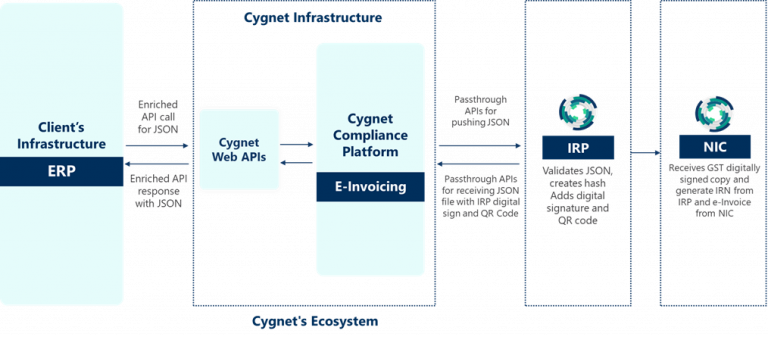 Cygnet Infrastructure
Client's
Infrastructure
ERP
Enriched
API call
for JSON
Enriched API
response
with JSON
Cygnet
Web APIs
Cygnet
Compliance
Platform
E-Invoicing
Passthrough
APIs for
pushing JSON
Passthrough APIs
for receiving JSON
file with IRP digital
sign and QR Code
IRP
Validates JSON,
creates hash
Adds digital
signature and
QR code
NIC
Receives GST digitally
signed copy and
generate IRN from
IRP and e-Invoice
from NIC
Cygnet's Ecosystem